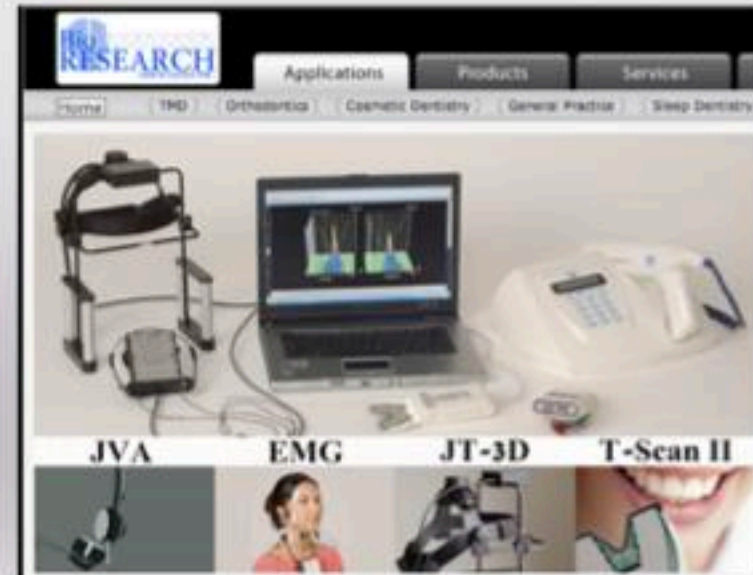 RESEARCH
Applications Products Services
Home TMD Orthodontics Cosmetic Dentistry General Practice Sleep Dentistry
JVA EMG JT-3D T-Scan II